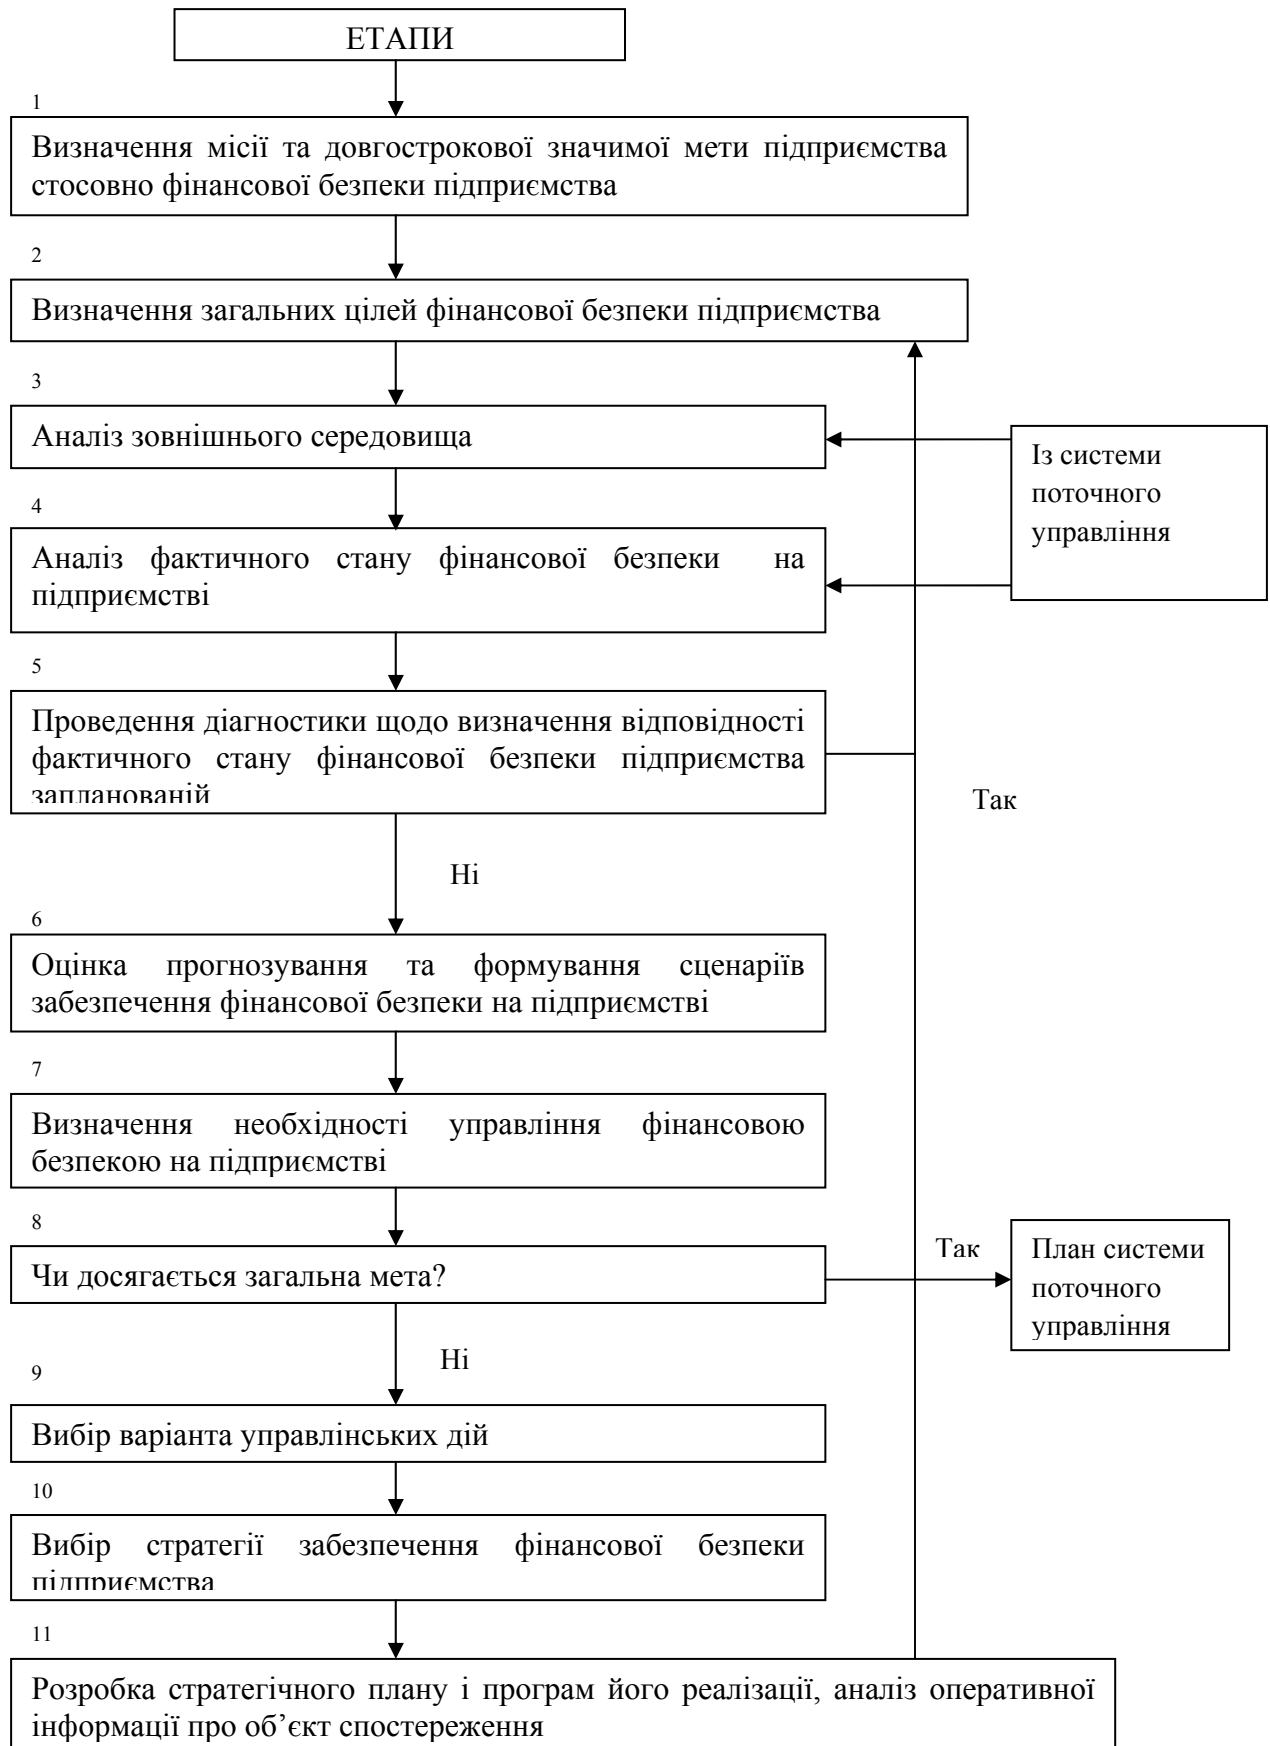 ЕТАПИ
1
Визначення місії та довгострокової значимої мети підприємства
стосовно фінансової безпеки підприємства
2
Визначення загальних цілей фінансової безпеки підприємства
3
Аналіз зовнішнього середовища
Із системи
поточного
управління
4
Аналіз фактичного стану фінансової безпеки на
підприємстві
5
Проведення діагностики щодо визначення відповідності
фактичного стану фінансової безпеки підприємства
запланованій
Так
Ні
6
Оцінка прогнозування та формування сценаріїв
забезпечення фінансової безпеки на підприємстві
7
Визначення необхідності управління фінансовою
безпекою на підприємстві
8
Чи досягається загальна мета?
Так
План системи
поточного
управління
Ні
9
Вибір варіанта управлінських дій
10
Вибір стратегії забезпечення фінансової безпеки
підприємства
11
Розробка стратегічного плану і програм його реалізації, аналіз оперативної
інформації про об’єкт спостереження